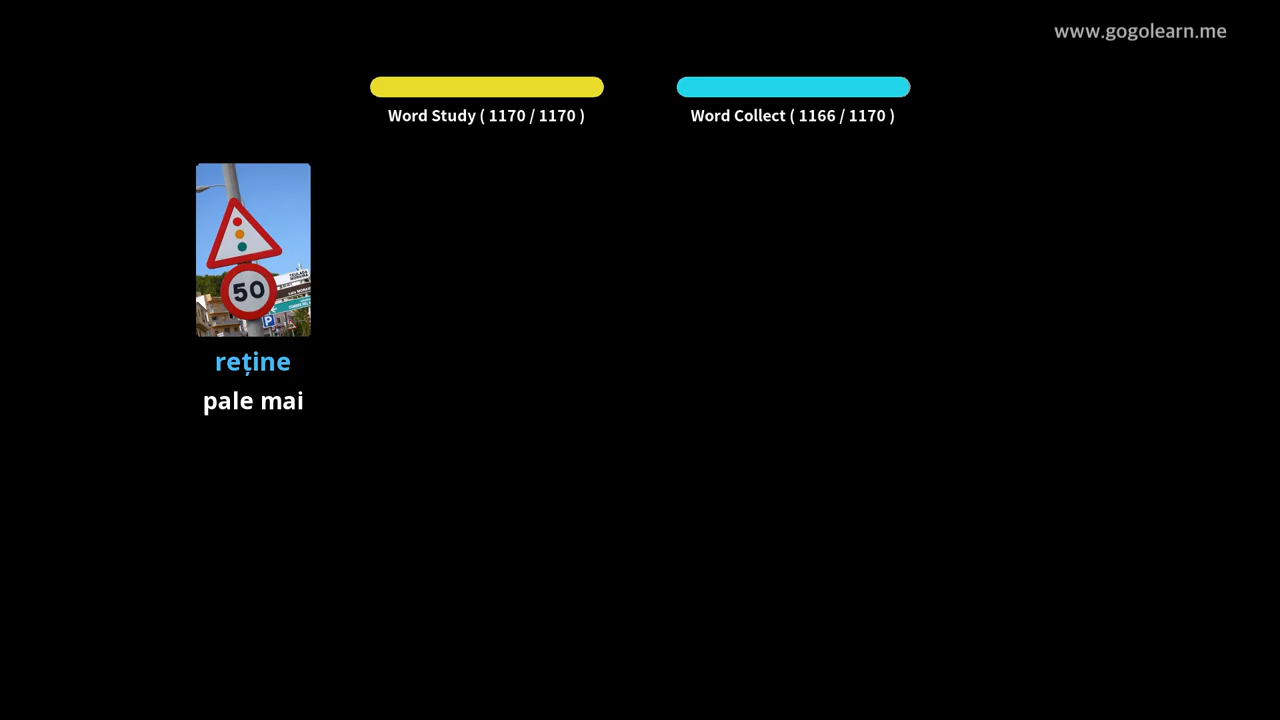 www.gogolearn.me
Word Study ( 1170 / 1170 )
Word Collect ( 1166 / 1170 )
50
P
reține
pale mai